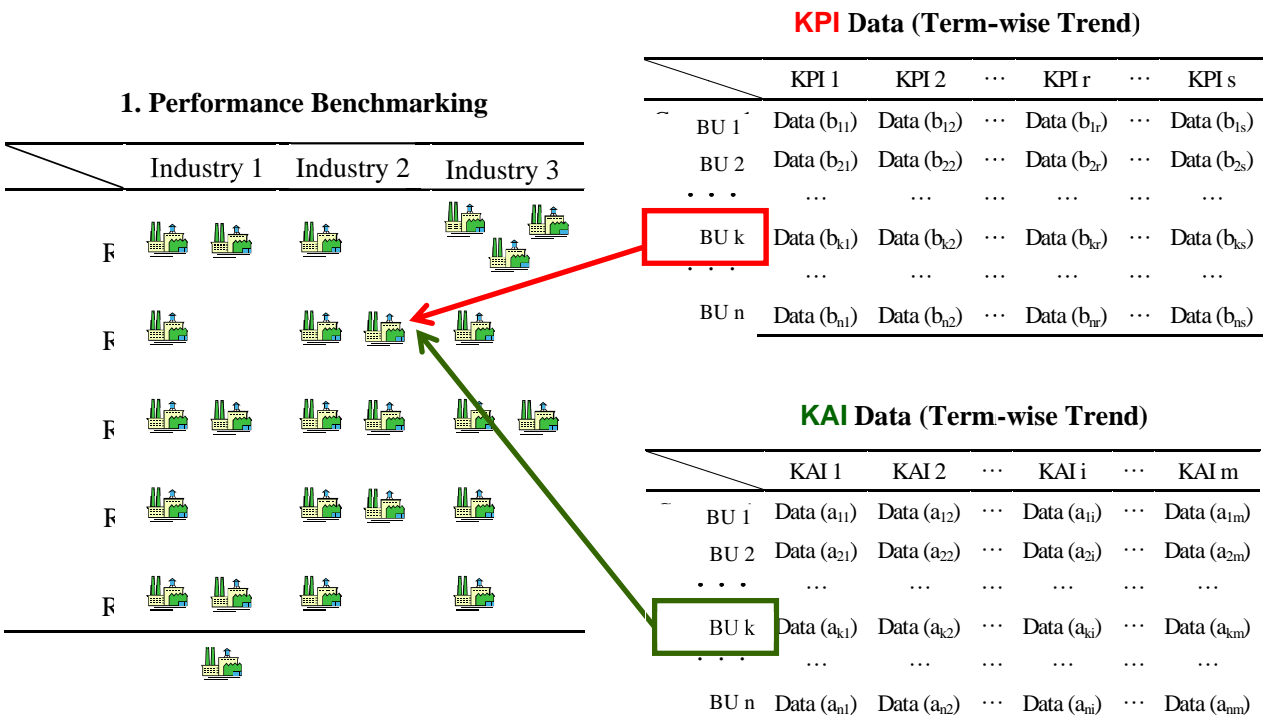 1. Performance Benchmarking
Industry 1 Industry 2 Industry 3
R
R
R
R
R
KPI Data (Term-wise Trend)
KPI 1 KPI 2 … KPI r … KPI s
BU 1 Data (b11) Data (b12) … Data (b1r) … Data (b1s)
BU 2 Data (b21) Data (b22) … Data (b2r) … Data (b2s)
… … … … … … …
BU k Data (bk1) Data (bk2) … Data (bkr) … Data (bks)
… … … … … … …
BU n Data (bn1) Data (bn2) … Data (bnr) … Data (bns)
KAI Data (Term-wise Trend)
KAI 1 KAI 2 … KAI i … KAI m
BU 1 Data (a11) Data (a12) … Data (a1i) … Data (a1m)
BU 2 Data (a21) Data (a22) … Data (a2i) … Data (a2m)
… … … … … … …
BU k Data (ak1) Data (ak2) … Data (aki) … Data (akm)
… … … … … … …
BU n Data (an1) Data (an2) … Data (ani) … Data (anm)